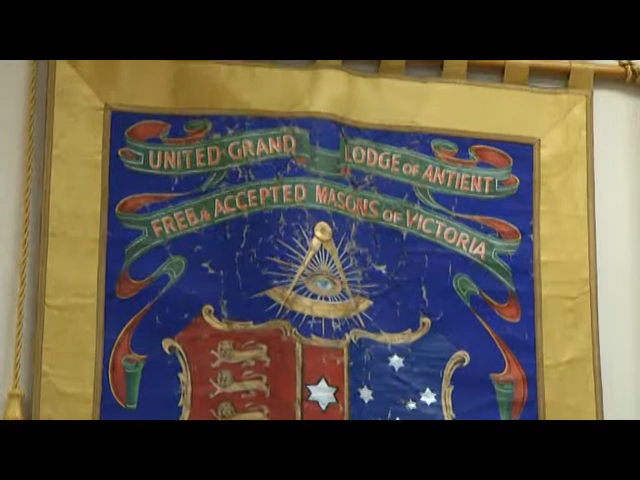 UNITED GRAND LODGE OF ANTIENT
FREE & ACCEPTED MASONS OF VICTORIA